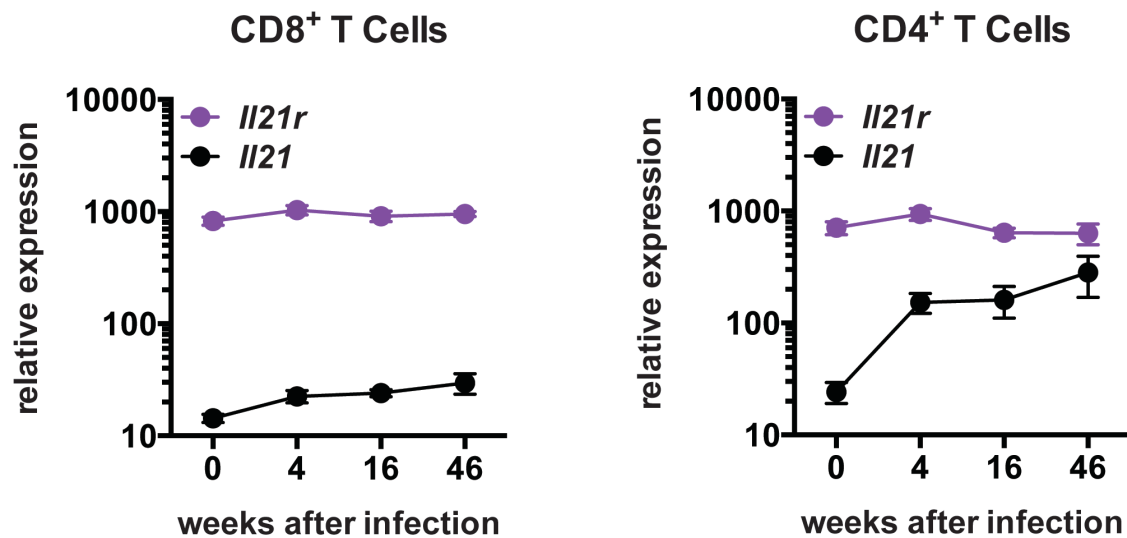 CD8⁺ T Cells
relative expression
10000
1000
100
10
Il21r
Il21
0 4 16 46
weeks after infection
CD4⁺ T Cells
relative expression
10000
1000
100
10
Il21r
Il21
0 4 16 46
weeks after infection